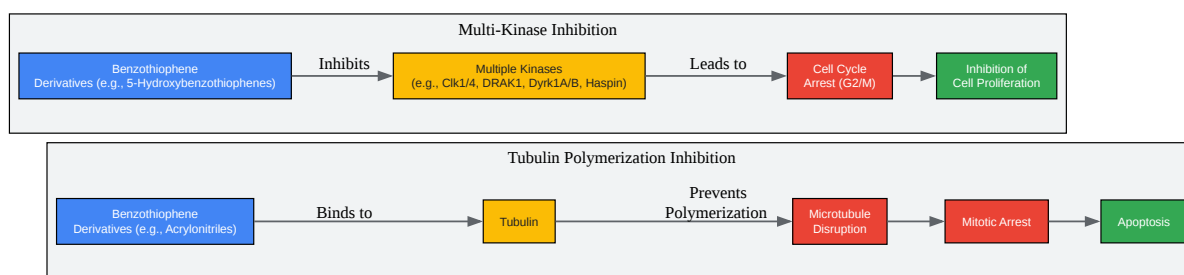 Multi-Kinase Inhibition
Benzothiophene
Derivatives (e.g., 5-Hydroxybenzothiophenes)
Inhibits
Multiple Kinases
(e.g., Clk1/4, DRAK1, Dyrk1A/B, Haspin)
Leads to
Cell Cycle
Arrest (G2/M)
Inhibition of
Cell Proliferation
Tubulin Polymerization Inhibition
Benzothiophene
Derivatives (e.g., Acrylonitriles)
Binds to
Tubulin
Prevents
Polymerization
Microtubule
Disruption
Mitotic Arrest
Apoptosis